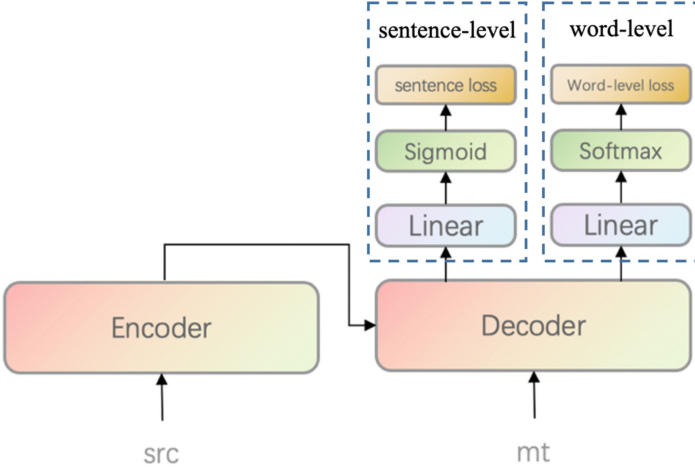 sentence-level
word-level
sentence loss
Word-level loss
Sigmoid
Softmax
Linear
Linear
Encoder
Decoder
src
mt